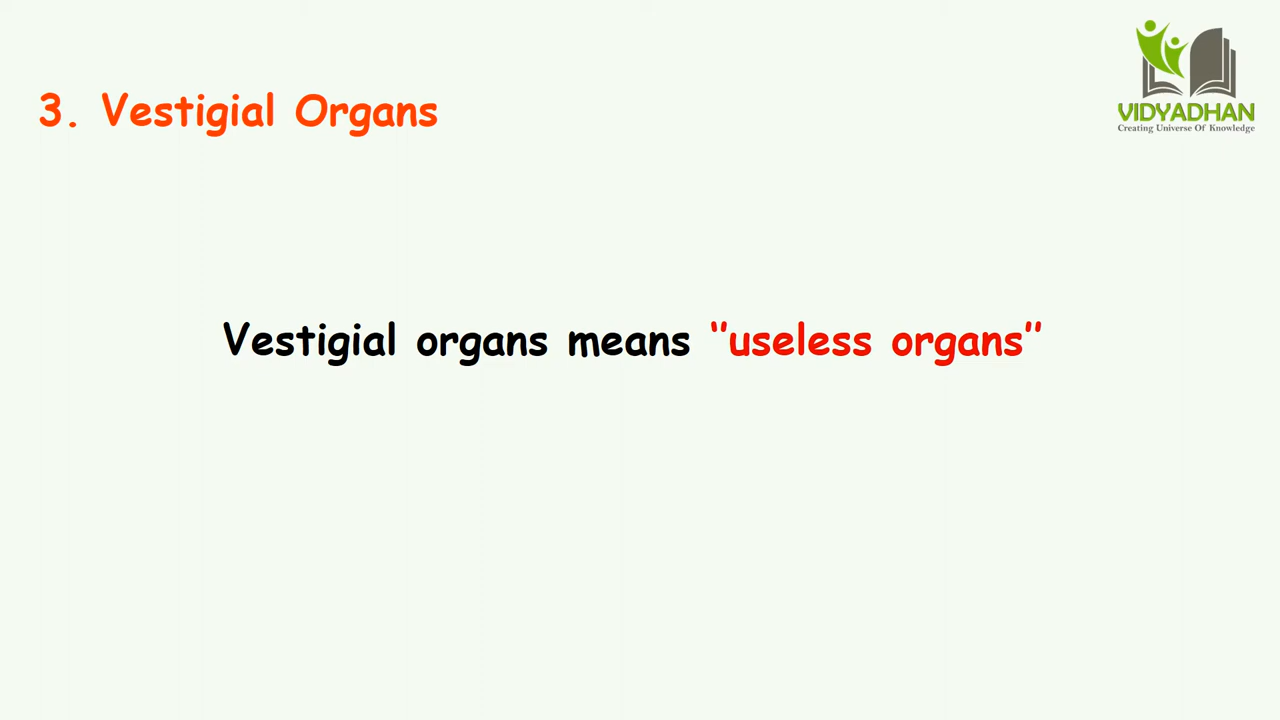 VIDYADHAN
Creating Universe Of Knowledge
3. Vestigial Organs
Vestigial organs means "useless organs"